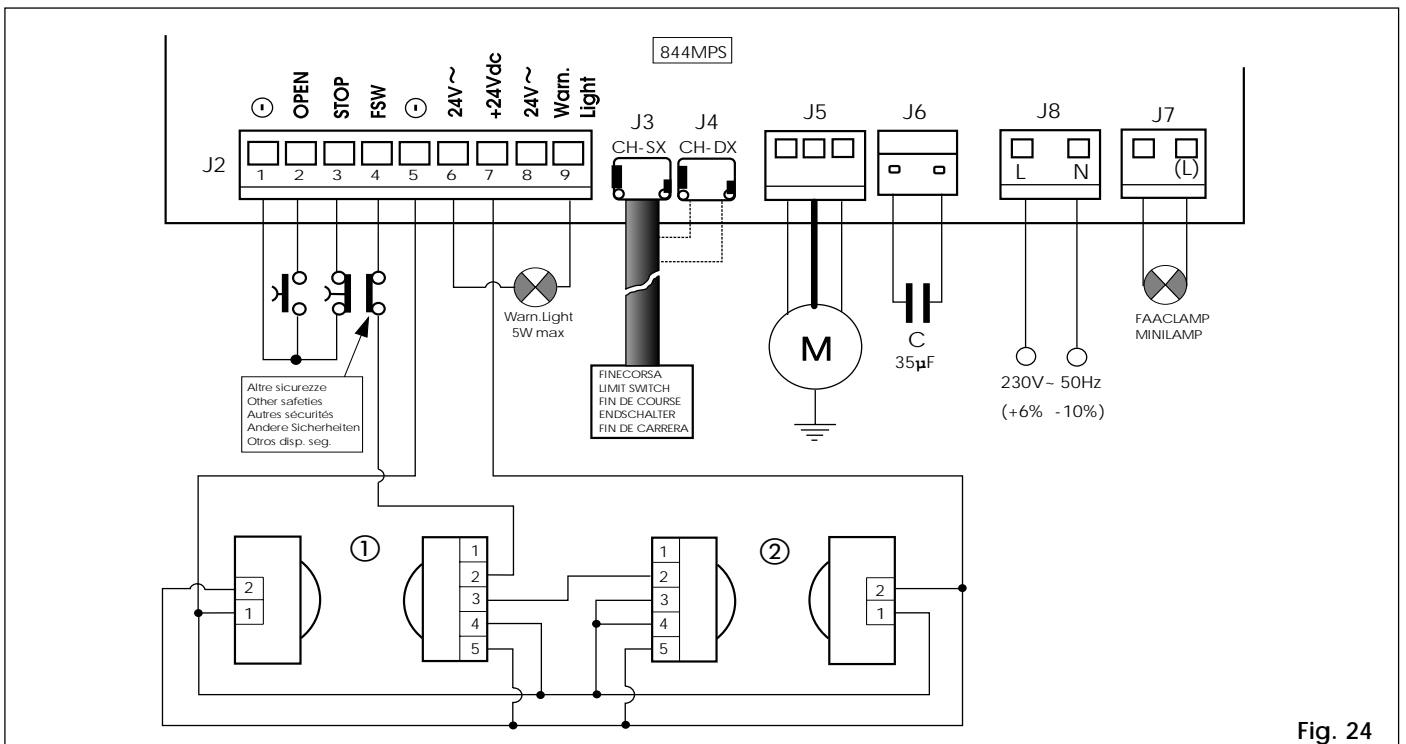 844MPS
⊝ OPEN STOP FSW ⊝ 24V~ +24Vdc 24V~ Warn. Light
J2
1 2 3 4 5 6 7 8 9
J3
CH-SX
J4
CH-DX
J5
J6
J8
L N
J7
(L)
Warn.Light
5W max
M
C
35µF
230V~ 50Hz
(+6% -10%)
FAACLAMP
MINILAMP
FINECORSA
LIMIT SWITCH
FIN DE COURSE
ENDSCHALTER
FIN DE CARRERA
Altre sicurezze
Other safeties
Autres sécurités
Andere Sicherheiten
Otros disp. seg.
①
②
2
1
1
2
3
4
5
1
2
3
4
5
2
1
Fig. 24